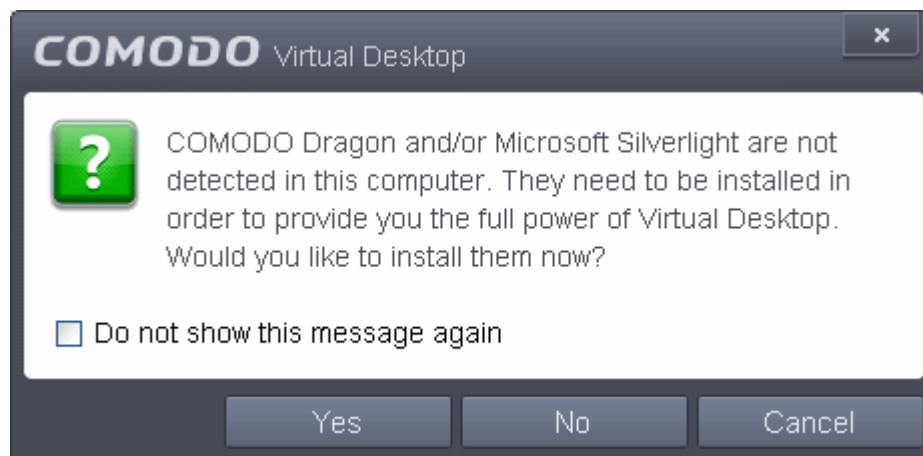 COMODO Virtual Desktop
COMODO Dragon and/or Microsoft Silverlight are not
detected in this computer. They need to be installed in
order to provide you the full power of Virtual Desktop.
Would you like to install them now?
Do not show this message again
Yes
No
Cancel